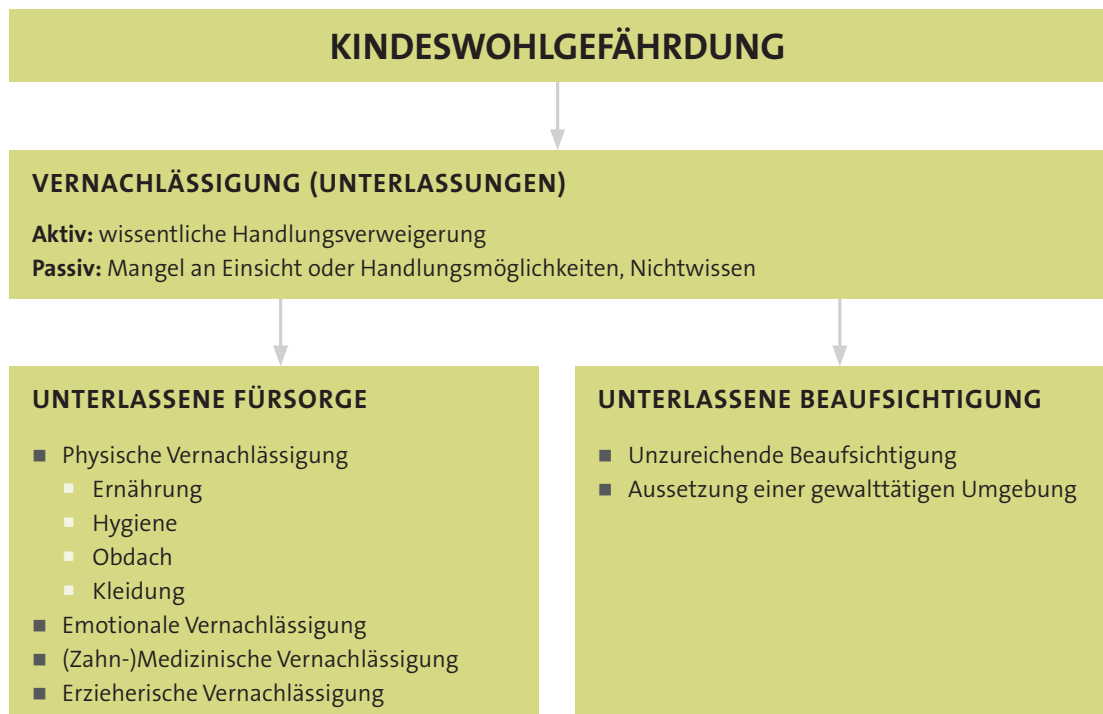 KINDESWOHLGEFÄHRDUNG
VERNACHLÄSSIGUNG (UNTERLASSUNGEN)
Aktiv: wissentliche Handlungsverweigerung
Passiv: Mangel an Einsicht oder Handlungsmöglichkeiten, Nichtwissen
UNTERLASSENE FÜRSORGE
Physische Vernachlässigung
Ernährung
Hygiene
Obdach
Kleidung
Emotionale Vernachlässigung
(Zahn-)Medizinische Vernachlässigung
Erzieherische Vernachlässigung
UNTERLASSENE BEAUFSICHTIGUNG
Unzureichende Beaufsichtigung
Aussetzung einer gewalttätigen Umgebung